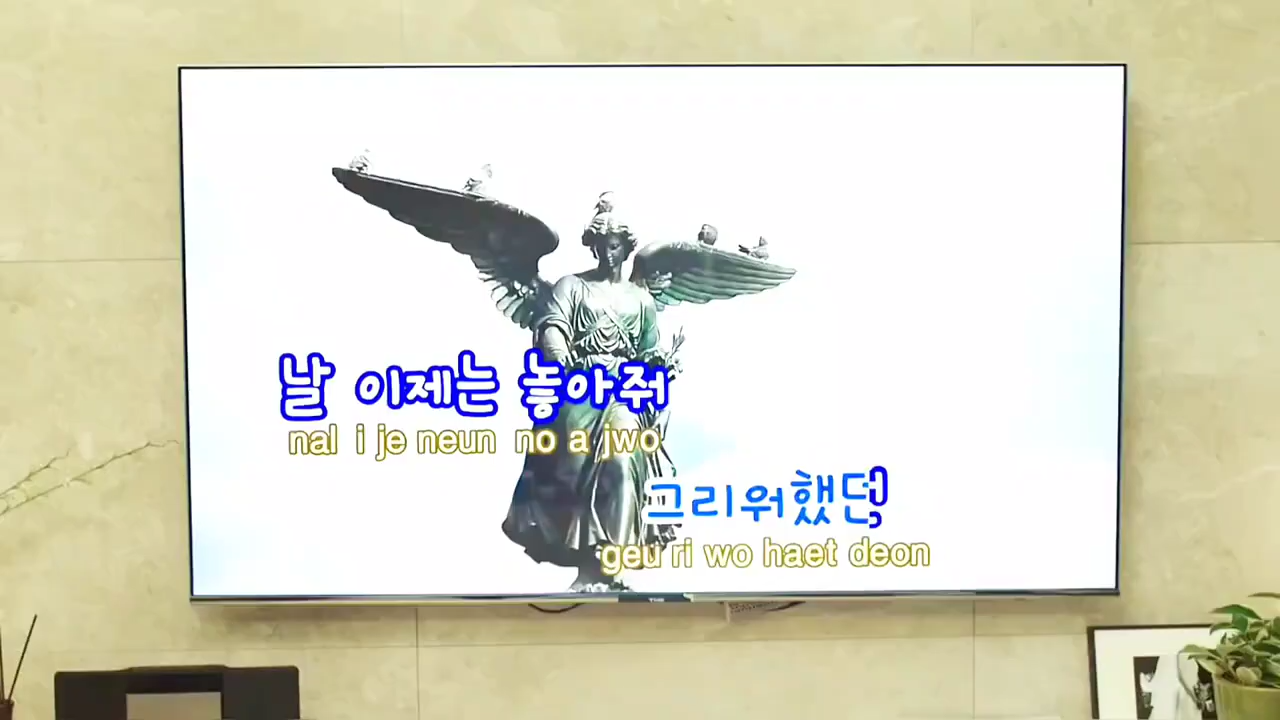 날 이제는 놓아줘
nal i je neun no a jwo
그리워했던
geu ri wo haet deon